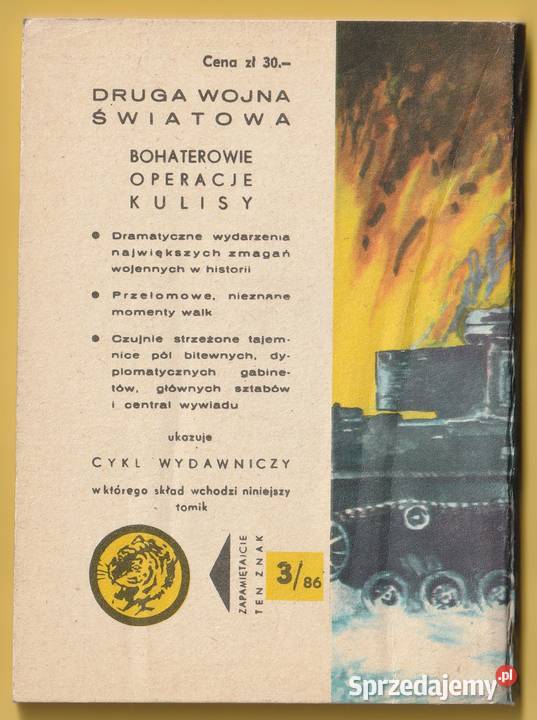 Cena zł 30.–
DRUGA WOJNA
ŚWIATOWA
BOHATEROWIE
OPERACJE
KULISY
● Dramatyczne wydarzenia
największych zmagań
wojennych w historii
● Przełomowe, nieznane
momenty walk
● Czujnie strzeżone tajem-
nice pól bitewnych, dy-
plomatycznych gabine-
tów, głównych sztabów
i central wywiadu
ukazuje
CYKL WYDAWNICZY
w którego skład wchodzi niniejszy
tomik
ZAPAMIĘTAJCIE
TEN ZNAK
3/86
Sprzedajemy.pl